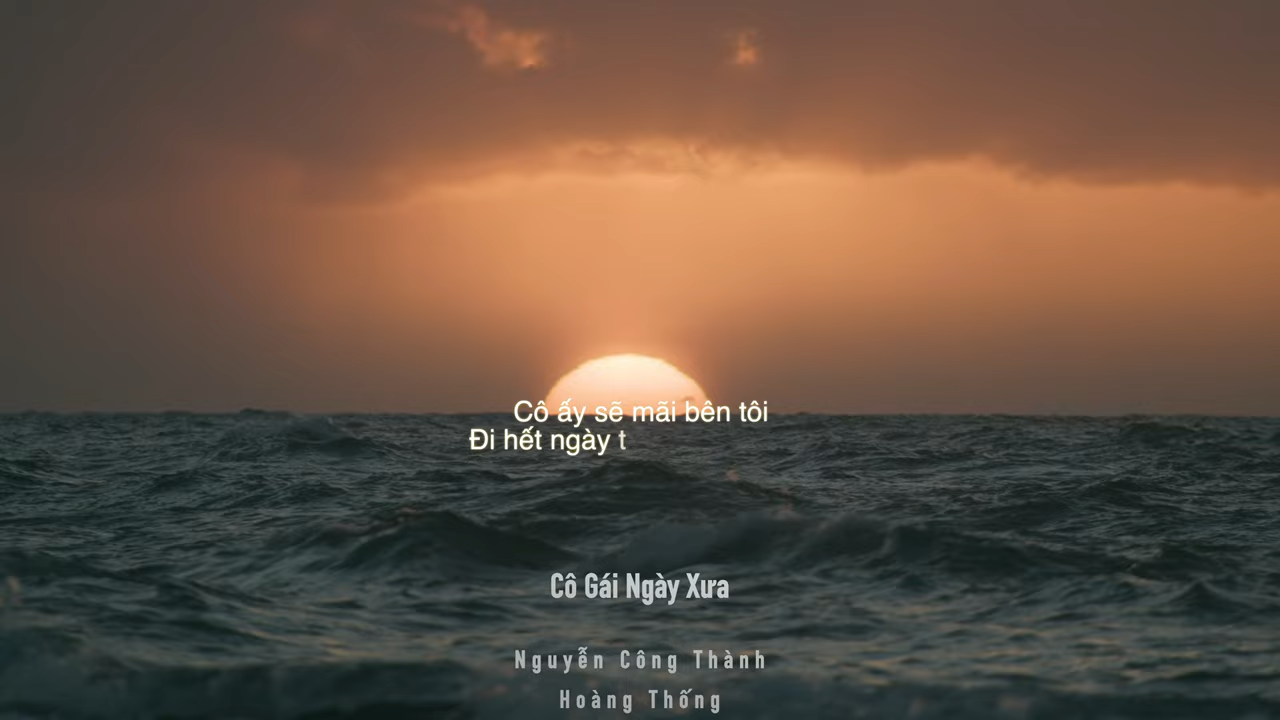 Cô ấy sẽ mãi bên tôi
Đi hết ngày t
Cô Gái Ngày Xưa
Nguyễn Công Thành
Hoàng Thống